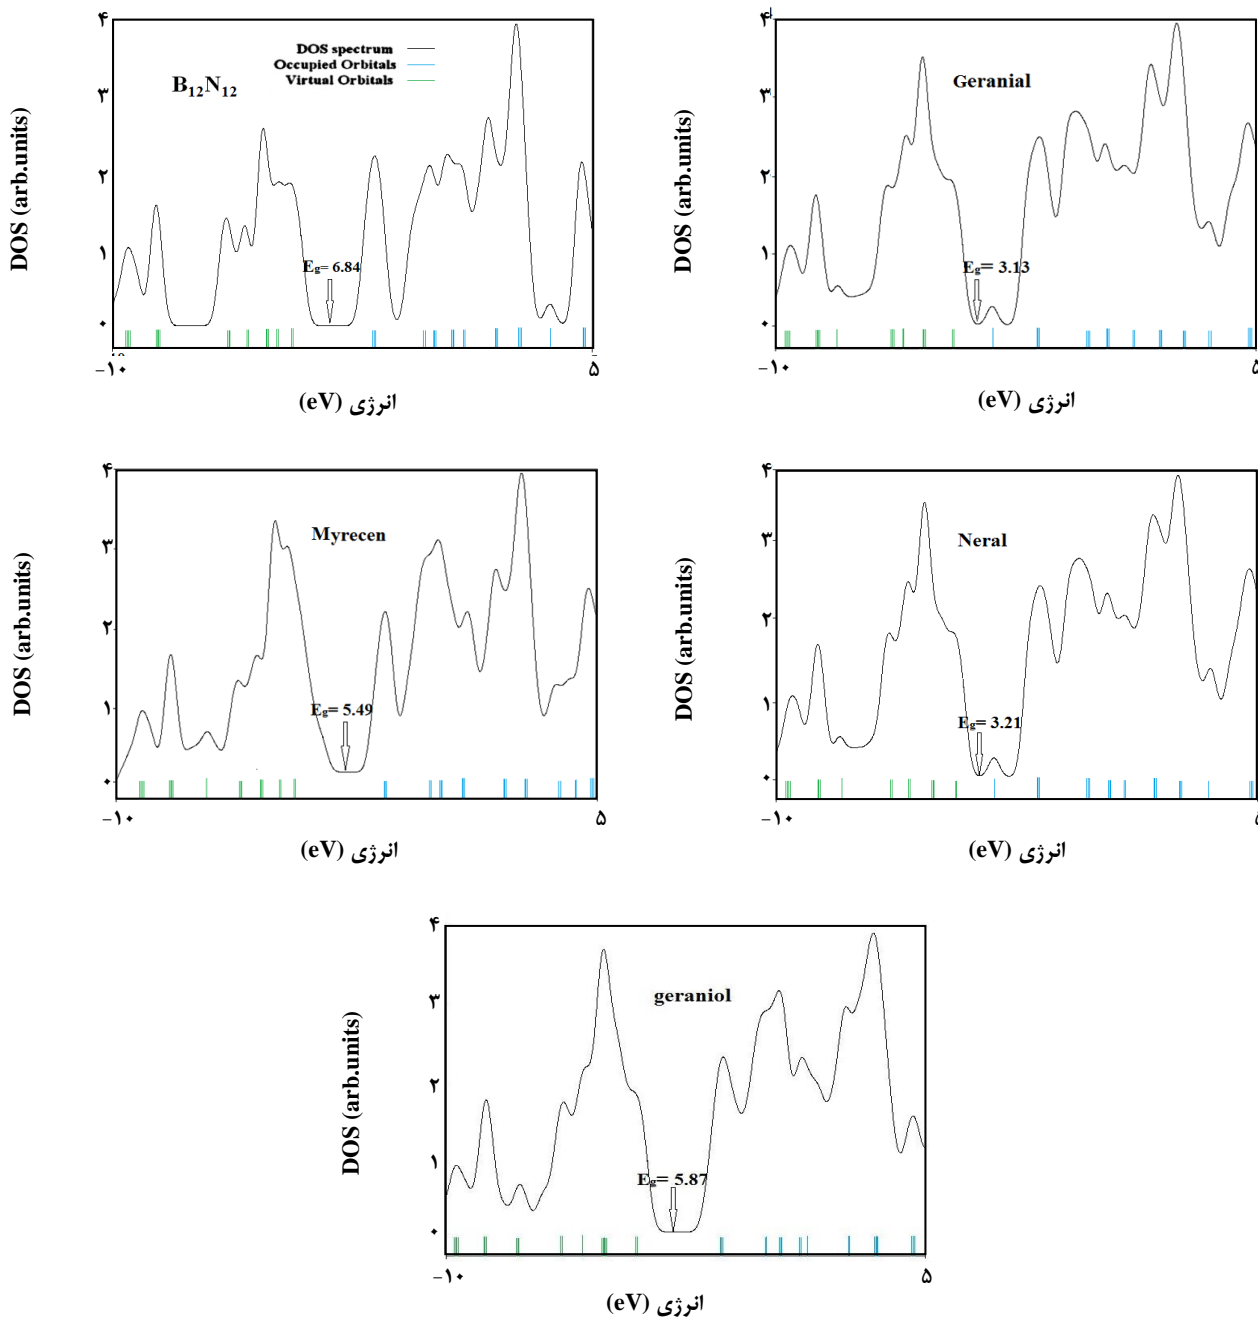 DOS (arb.units)
۴
۳
۲
۱
۰
B₁₂N₁₂
DOS spectrum
Occupied Orbitals
Virtual Orbitals
Eg= 6.84
−۱۰
۵
انرژی (eV)
DOS (arb.units)
۴
۳
۲
۱
۰
Geranial
Eg= 3.13
−۱۰
۵
انرژی (eV)
DOS (arb.units)
۴
۳
۲
۱
۰
Myrecen
Eg= 5.49
−۱۰
۵
انرژی (eV)
DOS (arb.units)
۴
۳
۲
۱
۰
Neral
Eg= 3.21
−۱۰
۵
انرژی (eV)
DOS (arb.units)
۴
۳
۲
۱
۰
geraniol
Eg= 5.87
−۱۰
۵
انرژی (eV)